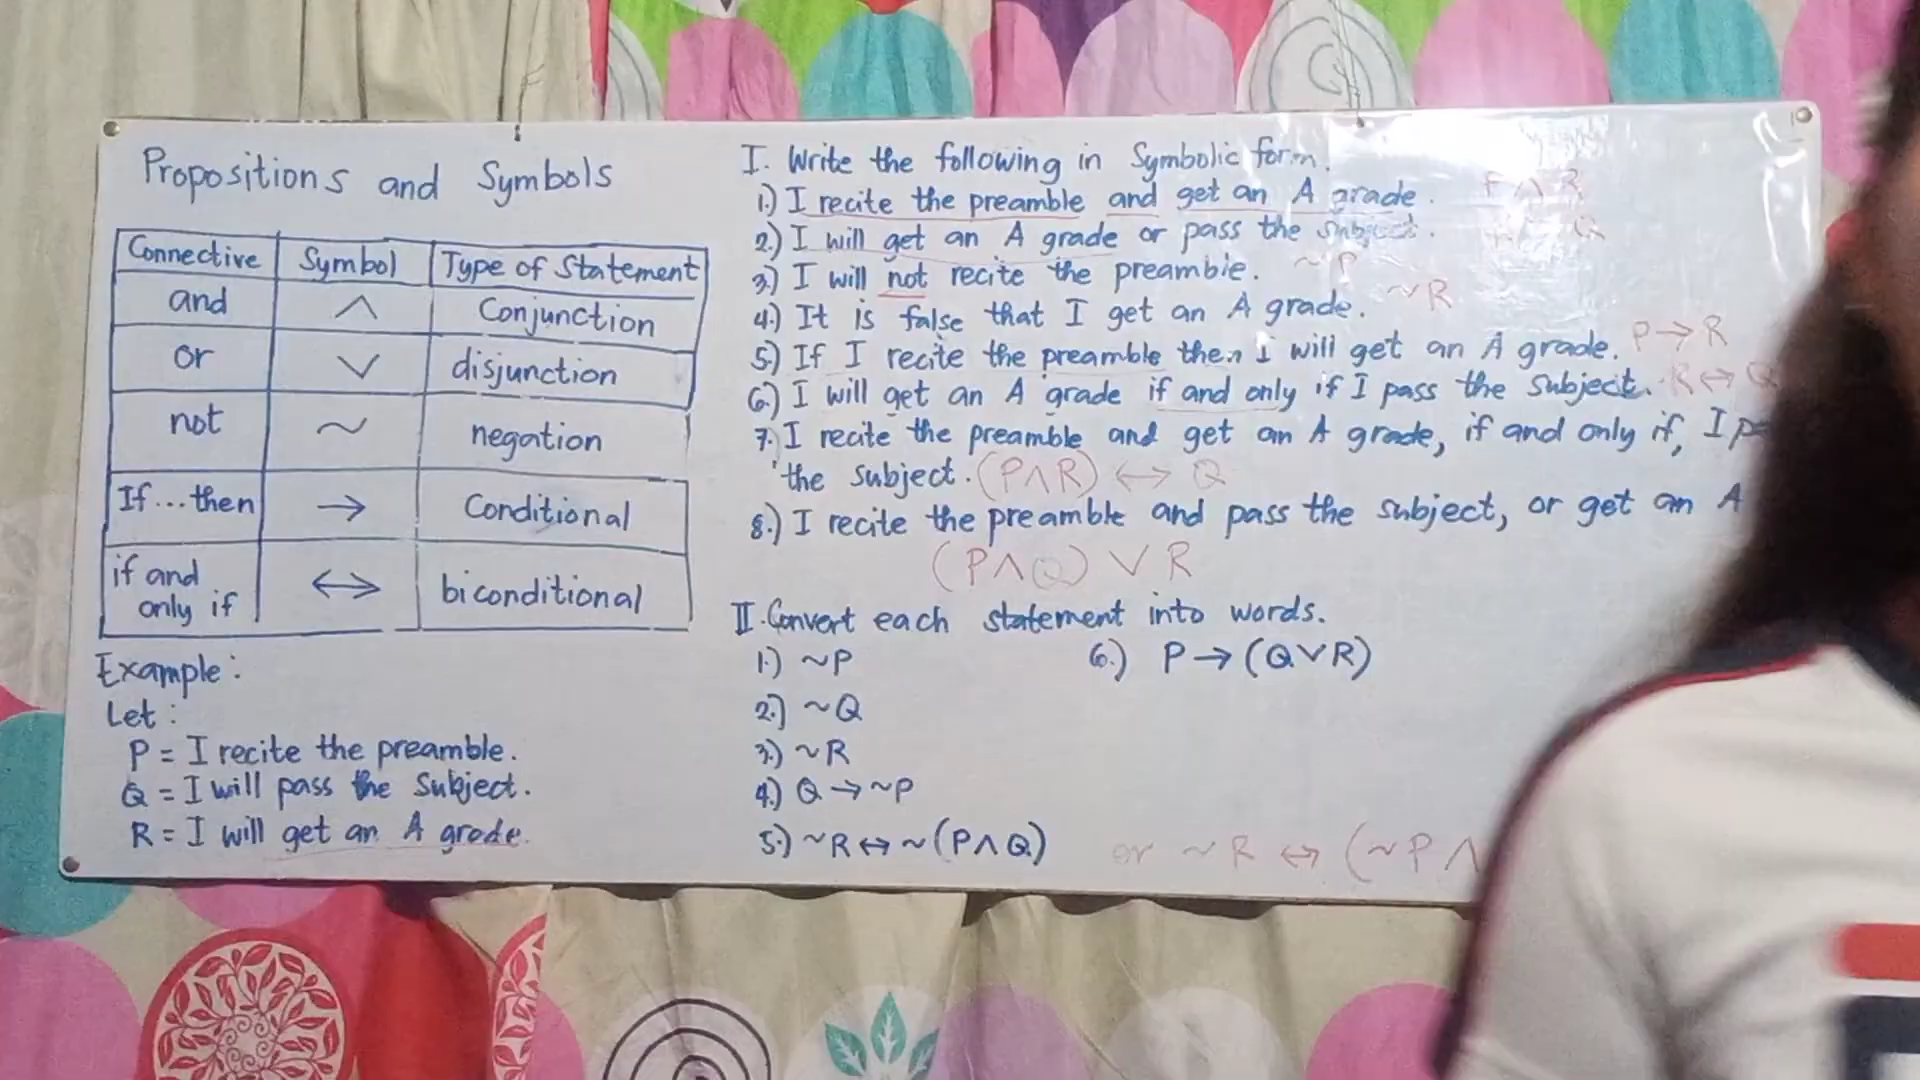 Propositions and Symbols
Connective Symbol Type of Statement
and ∧ Conjunction
or ∨ disjunction
not ~ negation
If...then → Conditional
if and only if ↔ biconditional
Example:
Let:
P = I recite the preamble.
Q = I will pass the Subject.
R = I will get an A grade.
I. Write the following in Symbolic form.
1.) I recite the preamble and get an A grade. ∧ R
2.) I will get an A grade or pass the subject. Q
3.) I will not recite the preamble. ~P
4.) It is false that I get an A grade. ~R
5.) If I recite the preamble then I will get an A grade. P → R
6.) I will get an A grade if and only if I pass the subject. R ↔ Q
7. I recite the preamble and get an A grade, if and only if, I
the subject. (P∧R) ↔ Q
8.) I recite the preamble and pass the subject, or get an A
(P∧Q) ∨ R
II. Convert each statement into words.
1.) ~P
2.) ~Q
3.) ~R
4.) Q → ~P
5.) ~R ↔ ~(P∧Q) or ~R ↔ (~P ∧
6.) P → (Q∨R)